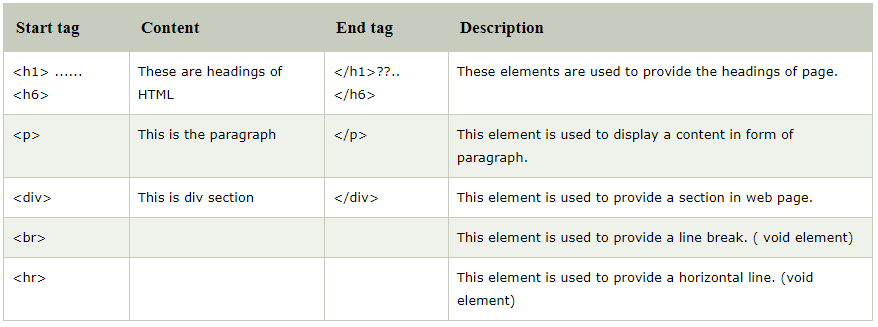 Start tag Content End tag Description
<h1> ...... These are headings of </h1>??.. These elements are used to provide the headings of page.
<h6> HTML </h6>
<p> This is the paragraph </p> This element is used to display a content in form of
paragraph.
<div> This is div section </div> This element is used to provide a section in web page.
<br> This element is used to provide a line break. ( void element)
<hr> This element is used to provide a horizontal line. (void
element)